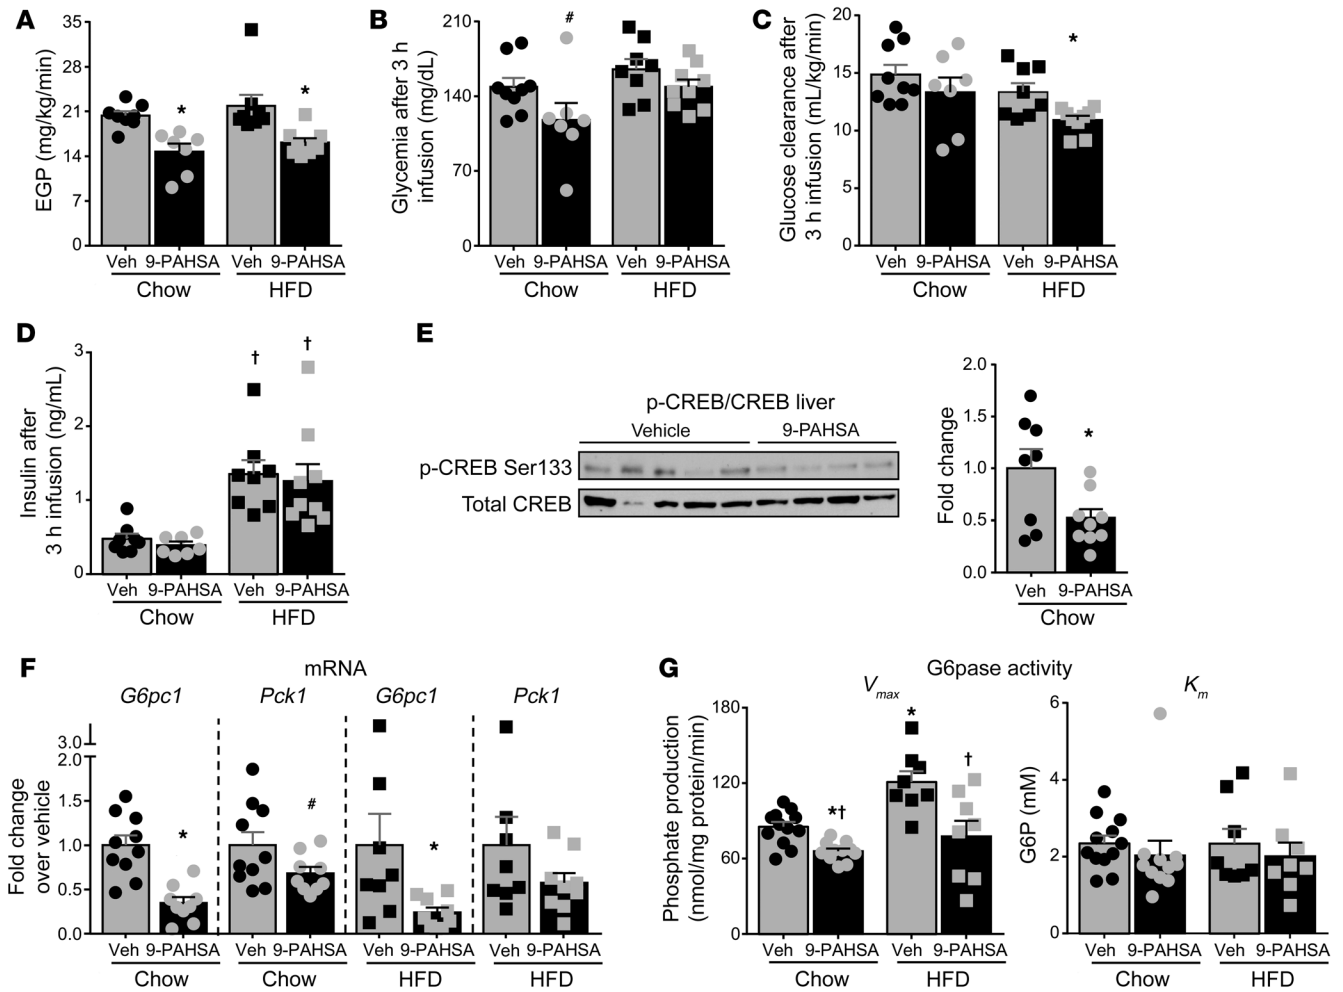 A
EGP (mg/kg/min)
35
28
21
14
7
0
*
*
Veh 9-PAHSA Veh 9-PAHSA
Chow HFD
B
Glycemia after 3 h
infusion (mg/dL)
210
140
70
0
#
Veh 9-PAHSA Veh 9-PAHSA
Chow HFD
C
Glucose clearance after
3 h infusion (mL/kg/min)
20
15
10
5
0
*
Veh 9-PAHSA Veh 9-PAHSA
Chow HFD
D
Insulin after
3 h infusion (ng/mL)
3
2
1
0
†
†
Veh 9-PAHSA Veh 9-PAHSA
Chow HFD
E
p-CREB/CREB liver
Vehicle 9-PAHSA
p-CREB Ser133
Total CREB
Fold change
2.0
1.5
1.0
0.5
0.0
*
Veh 9-PAHSA
Chow
F
mRNA
G6pc1 Pck1 G6pc1 Pck1
Fold change
over vehicle
3.0
2.0
1.5
1.0
0.5
0.0
*
#
*
Veh 9-PAHSA Veh 9-PAHSA Veh 9-PAHSA Veh 9-PAHSA
Chow Chow HFD HFD
G
G6pase activity
Vmax
Phosphate production
(nmol/mg protein/min)
180
120
60
0
*†
*
†
Veh 9-PAHSA Veh 9-PAHSA
Chow HFD
Km
G6P (mM)
6
4
2
0
Veh 9-PAHSA Veh 9-PAHSA
Chow HFD